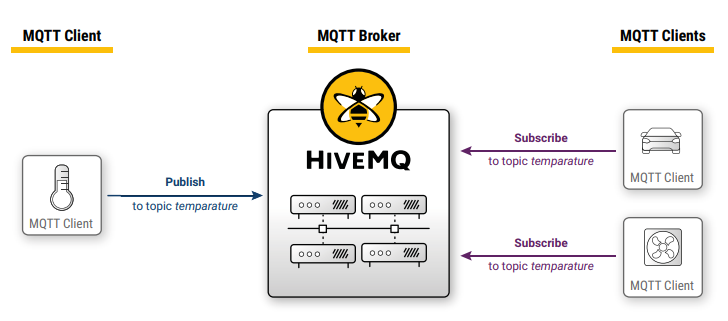 MQTT Client
MQTT Broker
MQTT Clients
HIVEMQ
MQTT Client
Publish
to topic temparature
Subscribe
to topic temparature
MQTT Client
Subscribe
to topic temparature
MQTT Client